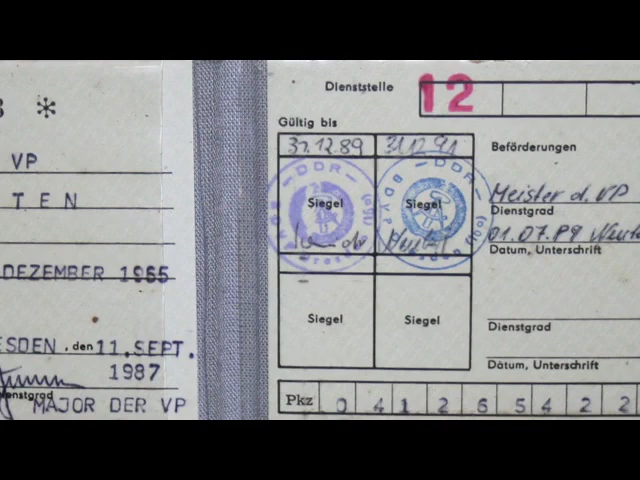 VP
TEN
DEZEMBER 1965
ESDEN, den 11. SEPT.
1987
MAJOR DER VP
Dienststelle 12
Gültig bis
31.12.89 31.12.91
Siegel Siegel
DDR DDR
BDVP
Siegel Siegel
Beförderungen
Meister d. VP
Dienstgrad
01.07.89
Datum, Unterschrift
Dienstgrad
Datum, Unterschrift
Pkz 0 4 1 2 6 5 4 2 2